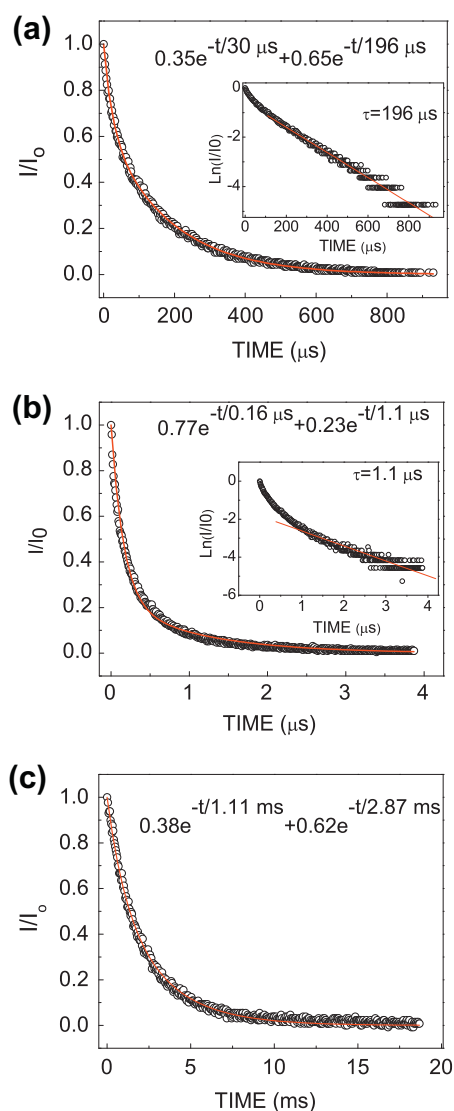 (a)
0.35e-t/30 μs+0.65e-t/196 μs
I/Io
1.0
0.8
0.6
0.4
0.2
0.0
0 200 400 600 800
TIME (μs)
Ln(I/I0)
0
-2
-4
τ=196 μs
0 200 400 600 800
TIME (μs)
(b)
0.77e-t/0.16 μs+0.23e-t/1.1 μs
I/I0
1.0
0.8
0.6
0.4
0.2
0.0
0 1 2 3 4
TIME (μs)
Ln(I/I0)
0
-2
-4
-6
τ=1.1 μs
0 1 2 3 4
TIME (μs)
(c)
0.38e-t/1.11 ms+0.62e-t/2.87 ms
I/Io
1.0
0.8
0.6
0.4
0.2
0.0
0 5 10 15 20
TIME (ms)